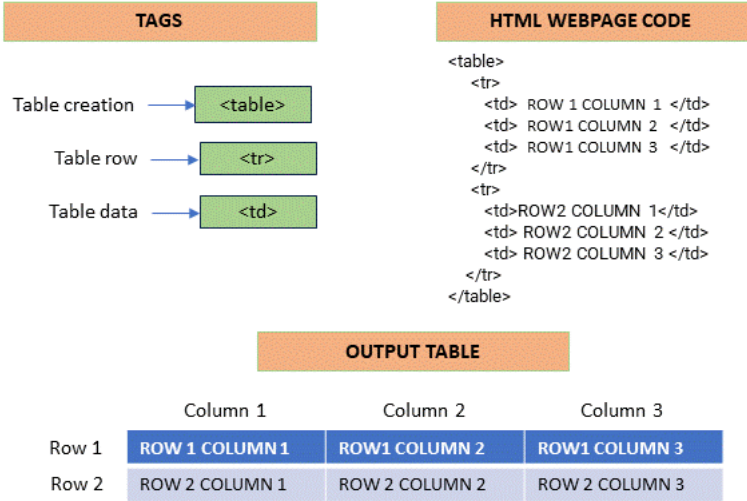 TAGS
Table creation <table>
Table row <tr>
Table data <td>
HTML WEBPAGE CODE
<table>
<tr>
<td> ROW 1 COLUMN 1 </td>
<td> ROW1 COLUMN 2 </td>
<td> ROW1 COLUMN 3 </td>
</tr>
<tr>
<td>ROW2 COLUMN 1</td>
<td> ROW2 COLUMN 2 </td>
<td> ROW2 COLUMN 3 </td>
</tr>
</table>
OUTPUT TABLE
Column 1 Column 2 Column 3
Row 1 ROW 1 COLUMN 1 ROW1 COLUMN 2 ROW1 COLUMN 3
Row 2 ROW 2 COLUMN 1 ROW 2 COLUMN 2 ROW 2 COLUMN 3